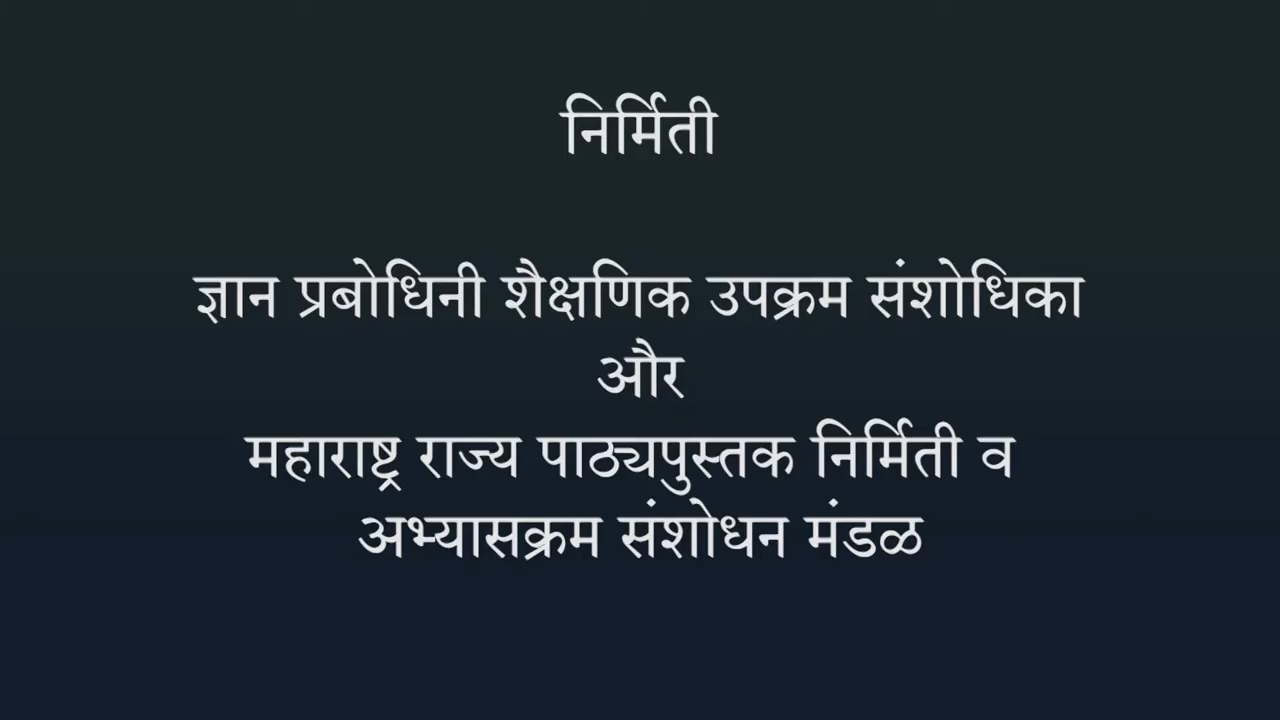 निर्मिती
ज्ञान प्रबोधिनी शैक्षणिक उपक्रम संशोधिका
और
महाराष्ट्र राज्य पाठ्यपुस्तक निर्मिती व
अभ्यासक्रम संशोधन मंडळ